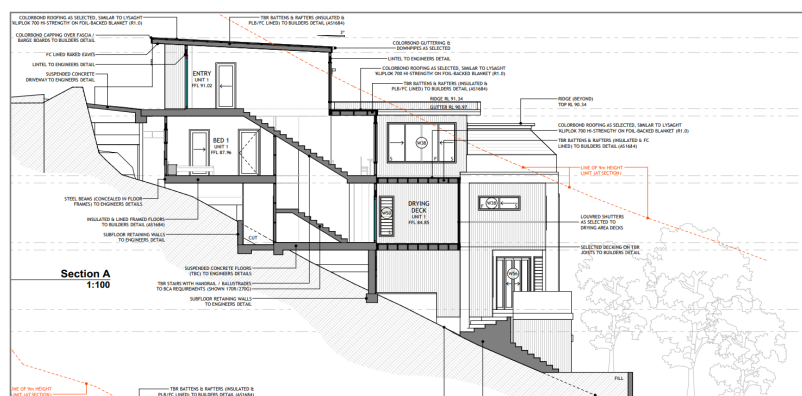 COLORBOND ROOFING AS SELECTED, SIMILAR TO LYSAGHT
'KLIPLOK 700 HI-STRENGTH ON FOIL-BACKED BLANKET (R1.0)
TBR BATTENS & RAFTERS (INSULATED &
PLB/FC LINED) TO BUILDERS DETAIL (AS1684)
3°
COLORBOND CAPPING OVER FASCIA /
BARGE BOARDS TO BUILDERS DETAIL
FC LINED RAKED EAVES
LINTEL TO ENGINEERS DETAIL
SUSPENDED CONCRETE
DRIVEWAY TO ENGINEERS DETAIL
COLORBOND GUTTERING &
DOWNPIPES AS SELECTED
LINTEL TO ENGINEERS DETAIL
COLORBOND ROOFING AS SELECTED, SIMILAR TO LYSAGHT
'KLIPLOK 700 HI-STRENGTH ON FOIL-BACKED BLANKET (R1.0)
TBR BATTENS & RAFTERS (INSULATED &
PLB/FC LINED) TO BUILDERS DETAIL (AS1684)
ENTRY
UNIT 1
FFL 91.02
RIDGE RL 91.34
GUTTER RL 90.97
RIDGE (BEYOND)
TOP RL 90.34
COLORBOND ROOFING AS SELECTED, SIMILAR TO LYSAGHT
'KLIPLOK 700 HI-STRENGTH ON FOIL-BACKED BLANKET (R1.0)
TBR BATTENS & RAFTERS (INSULATED & FC
LINED) TO BUILDERS DETAIL (AS1684)
BED 1
UNIT 1
FFL 87.96
LINE OF 9m HEIGHT
LIMIT (AT SECTION)
STEEL BEAMS (CONCEALED IN FLOOR
FRAMES) TO ENGINEERS DETAILS
INSULATED & LINED FRAMED FLOORS
TO BUILDERS DETAIL (AS1684)
SUBFLOOR RETAINING WALLS
TO ENGINEERS DETAIL
CUT
DRYING
DECK
UNIT 1
FFL 84.85
LOUVRED SHUTTERS
AS SELECTED TO
DRYING AREA DECKS
SELECTED DECKING ON TBR
JOISTS TO BUILDERS DETAIL
Section A
1:100
SUSPENDED CONCRETE FLOORS
(TBC) TO ENGINEERS DETAILS
TBR STAIRS WITH HANDRAIL / BALUSTRADES
TO BCA REQUIREMENTS (SHOWN 170R/270G)
SUBFLOOR RETAINING WALLS
TO ENGINEERS DETAIL
FILL
LINE OF 9m HEIGHT
LIMIT (AT SECTION)
TBR BATTENS & RAFTERS (INSULATED &
PLB/FC LINED) TO BUILDERS DETAIL (AS1684)